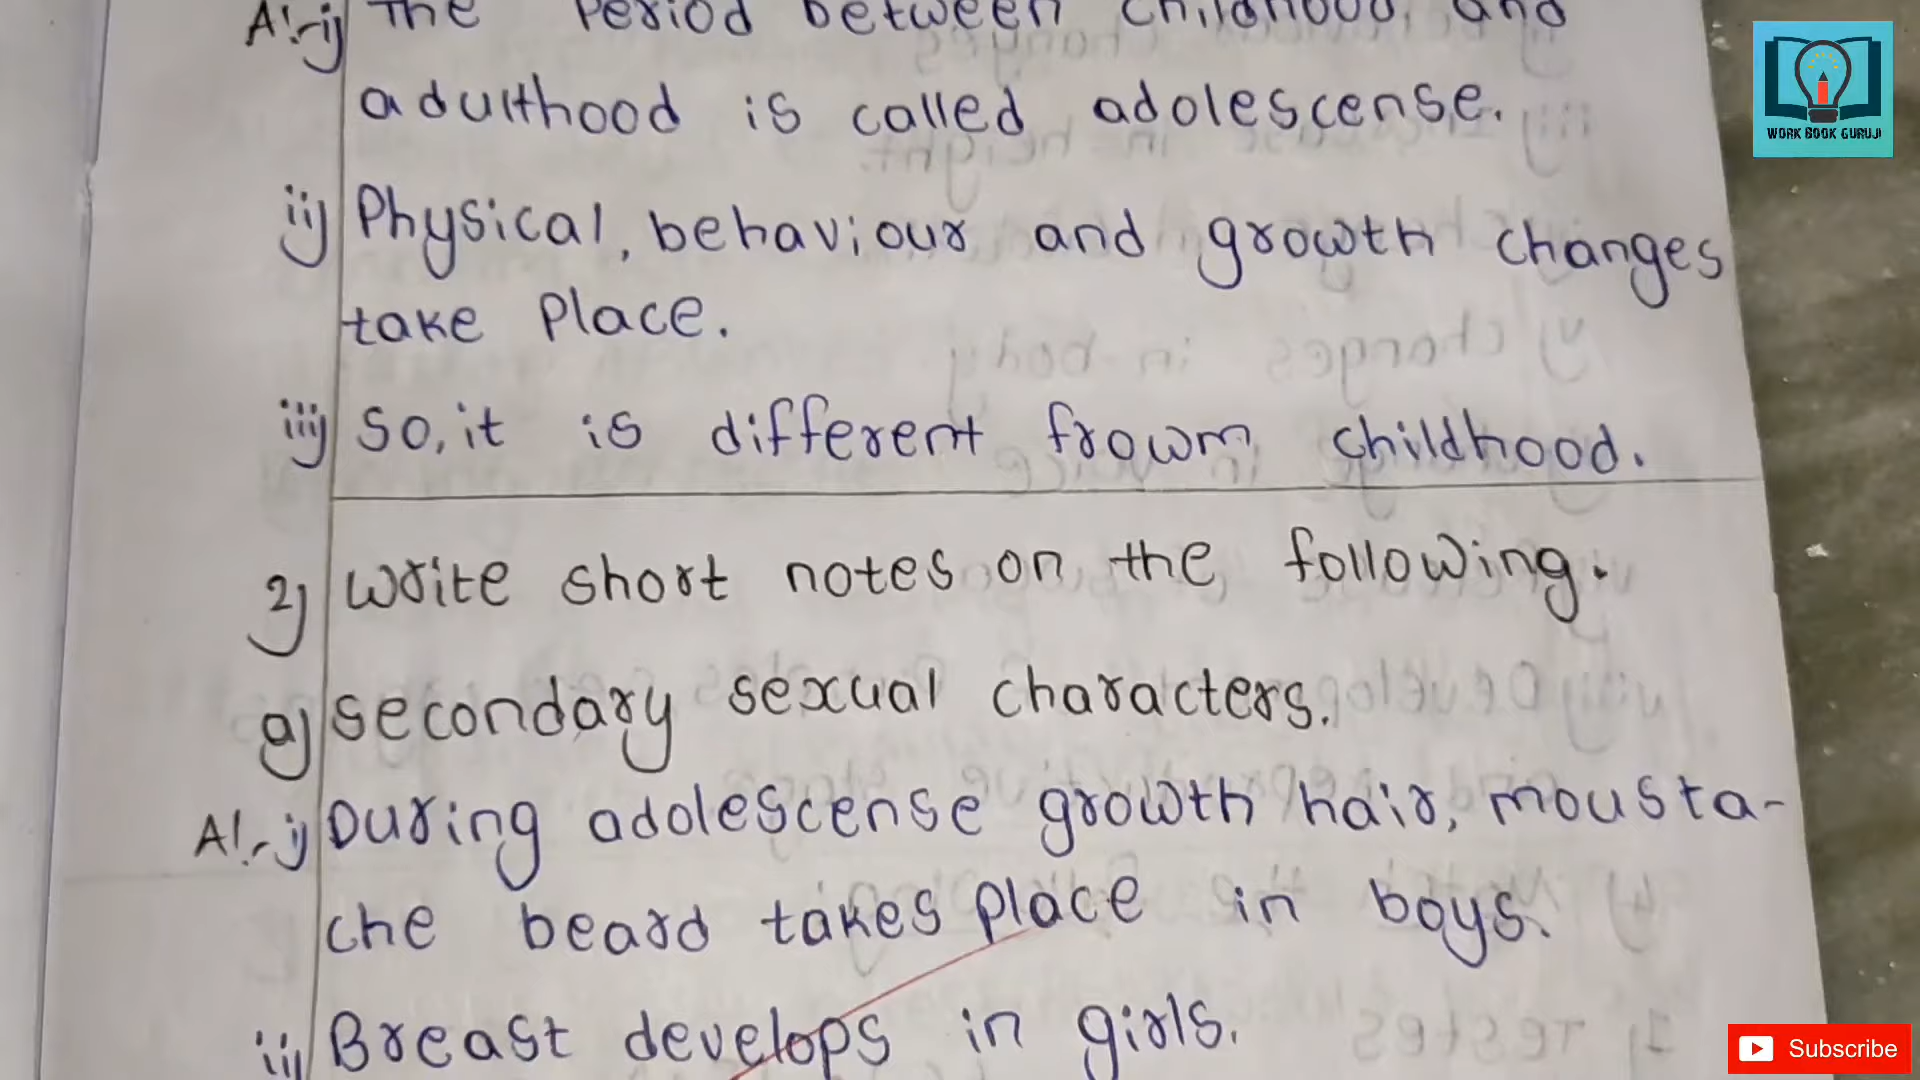 A:- i) The Period between childhood, and
adulthood is called adolescense.
ii) Physical, behaviour and growth changes
take place.
iii) So, it is different frowm childhood.
2) Write short notes on the following.
a) secondary sexual characters.
A:- i) During adolescense growth hair, mousta-
che beard takes place in boys.
ii) Breast develops in girls.
WORK BOOK GURUJI
Subscribe